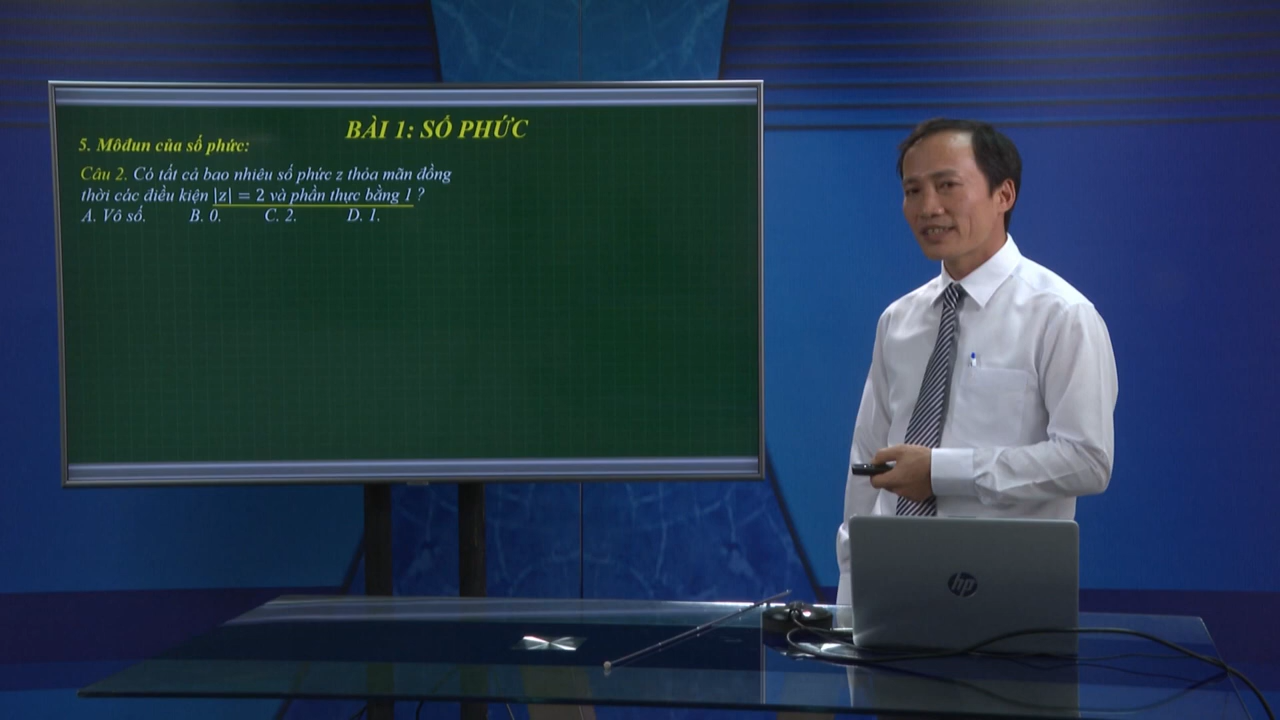 BÀI 1: SỐ PHỨC
5. Môđun của số phức:
Câu 2. Có tất cả bao nhiêu số phức z thỏa mãn đồng
thời các điều kiện |z| = 2 và phần thực bằng 1 ?
A. Vô số. B. 0. C. 2. D. 1.
hp